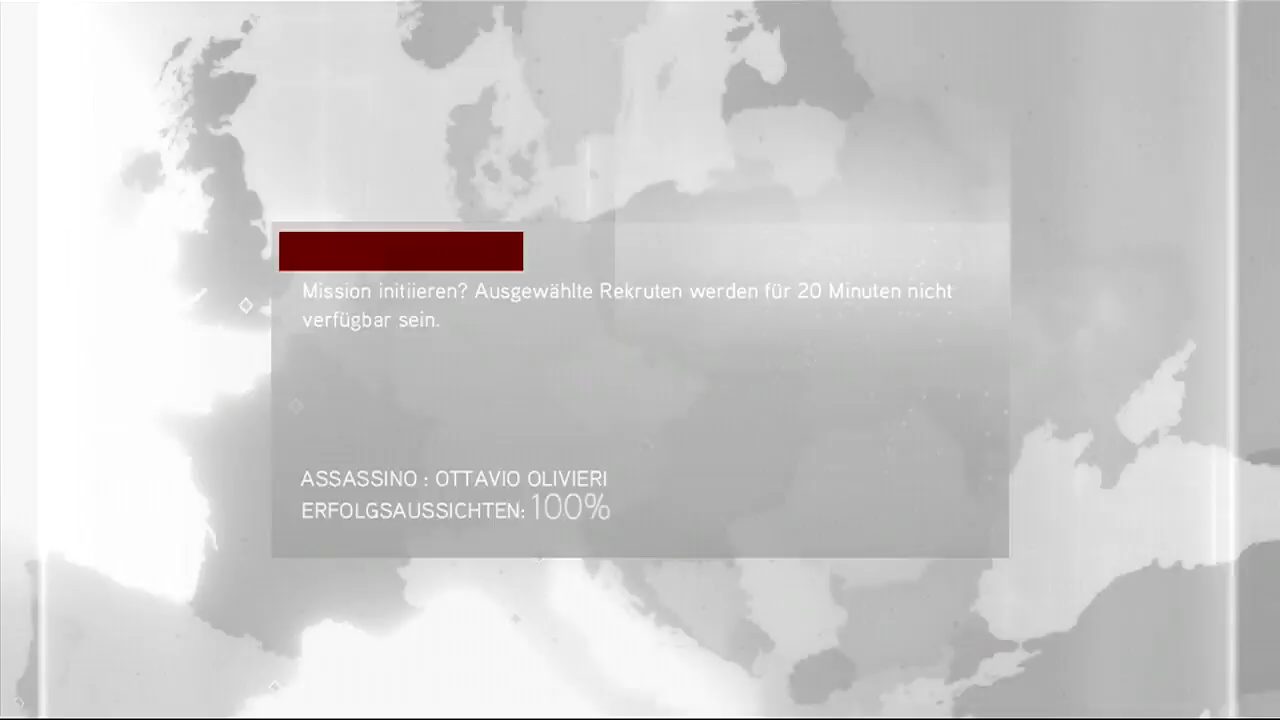 Mission initiieren? Ausgewählte Rekruten werden für 20 Minuten nicht
verfügbar sein.
ASSASSINO : OTTAVIO OLIVIERI
ERFOLGSAUSSICHTEN: 100%